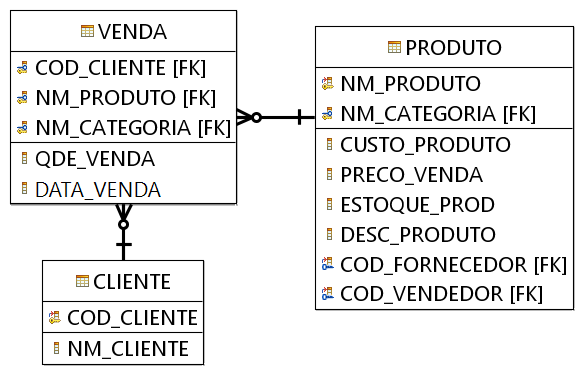 VENDA
COD_CLIENTE [FK]
NM_PRODUTO [FK]
NM_CATEGORIA [FK]
QDE_VENDA
DATA_VENDA
PRODUTO
NM_PRODUTO
NM_CATEGORIA [FK]
CUSTO_PRODUTO
PRECO_VENDA
ESTOQUE_PROD
DESC_PRODUTO
COD_FORNECEDOR [FK]
COD_VENDEDOR [FK]
CLIENTE
COD_CLIENTE
NM_CLIENTE